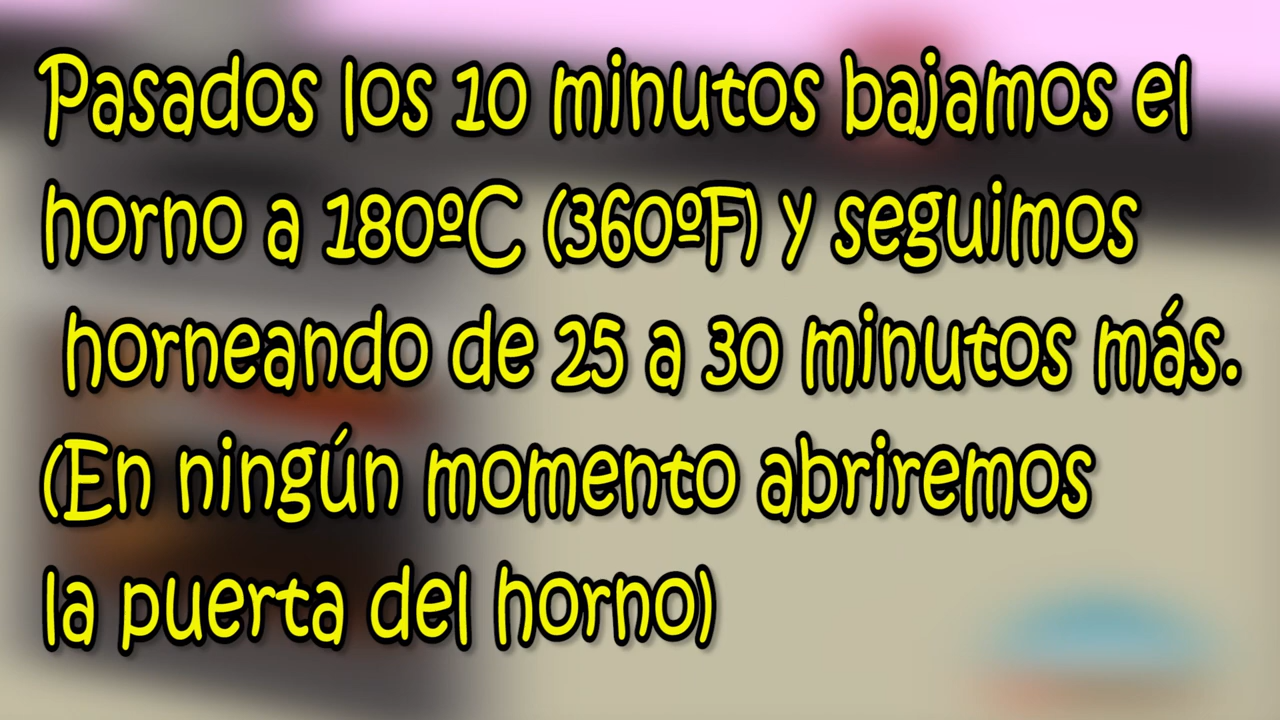 Pasados los 10 minutos bajamos el
horno a 180ºC (360ºF) y seguimos
horneando de 25 a 30 minutos más.
(En ningún momento abriremos
la puerta del horno)